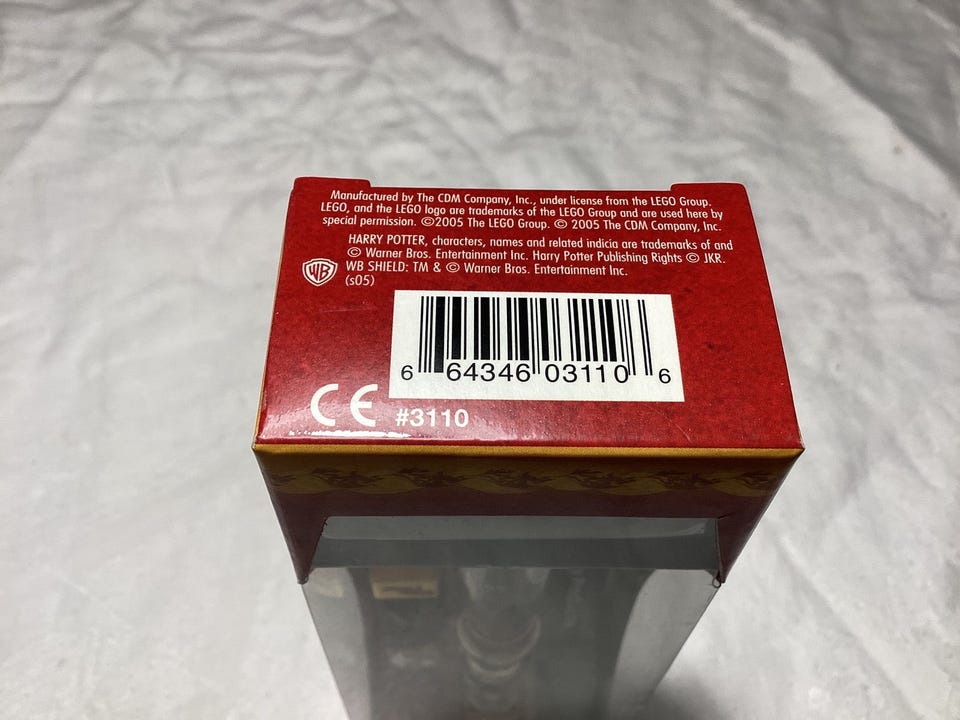 Manufactured by The CDM Company, Inc., under license from the LEGO Group.
LEGO, and the LEGO logo are trademarks of the LEGO Group and are used here by
special permission. ©2005 The LEGO Group. © 2005 The CDM Company, Inc.
HARRY POTTER, characters, names and related indicia are trademarks of and
© Warner Bros. Entertainment Inc. Harry Potter Publishing Rights © JKR.
WB SHIELD: TM & © Warner Bros. Entertainment Inc.
(s05)
WB
6 64346 03110 6
CE #3110